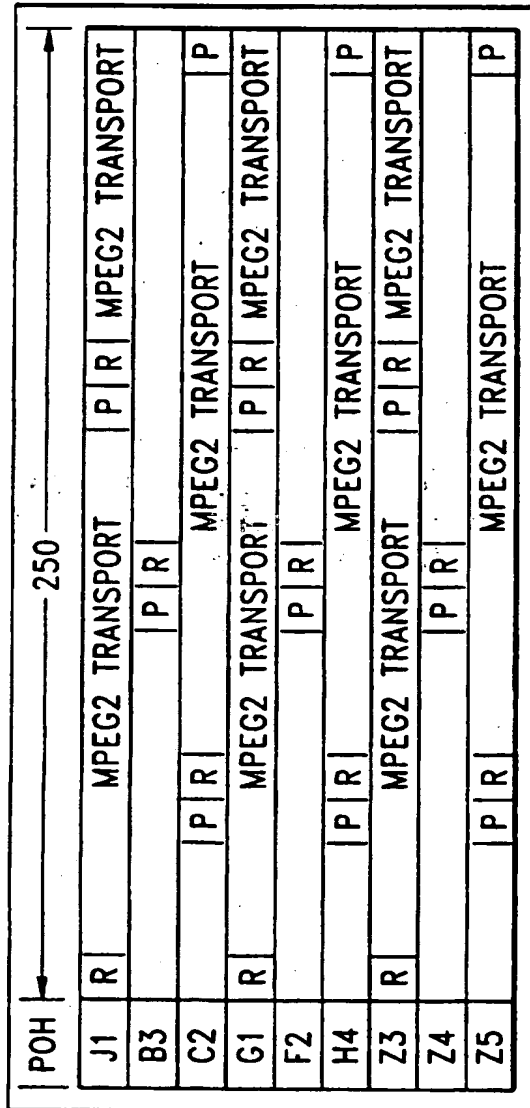 POH 250
J1 R MPEG2 TRANSPORT P R MPEG2 TRANSPORT
B3 P R
C2 P R MPEG2 TRANSPORT P
G1 R MPEG2 TRANSPORT P R MPEG2 TRANSPORT
F2 P R
H4 P R MPEG2 TRANSPORT P
Z3 R MPEG2 TRANSPORT P R MPEG2 TRANSPORT
Z4 P R
Z5 P R MPEG2 TRANSPORT P